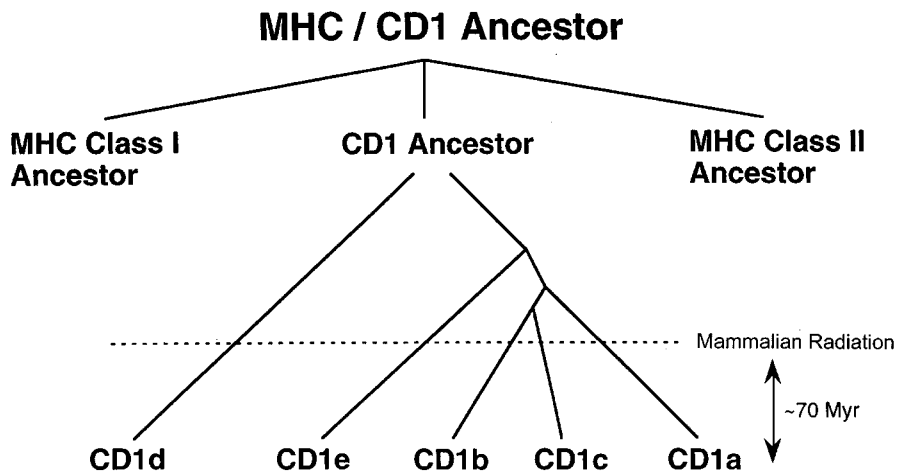 MHC / CD1 Ancestor
MHC Class I
Ancestor
CD1 Ancestor
MHC Class II
Ancestor
Mammalian Radiation
~70 Myr
CD1d
CD1e
CD1b
CD1c
CD1a